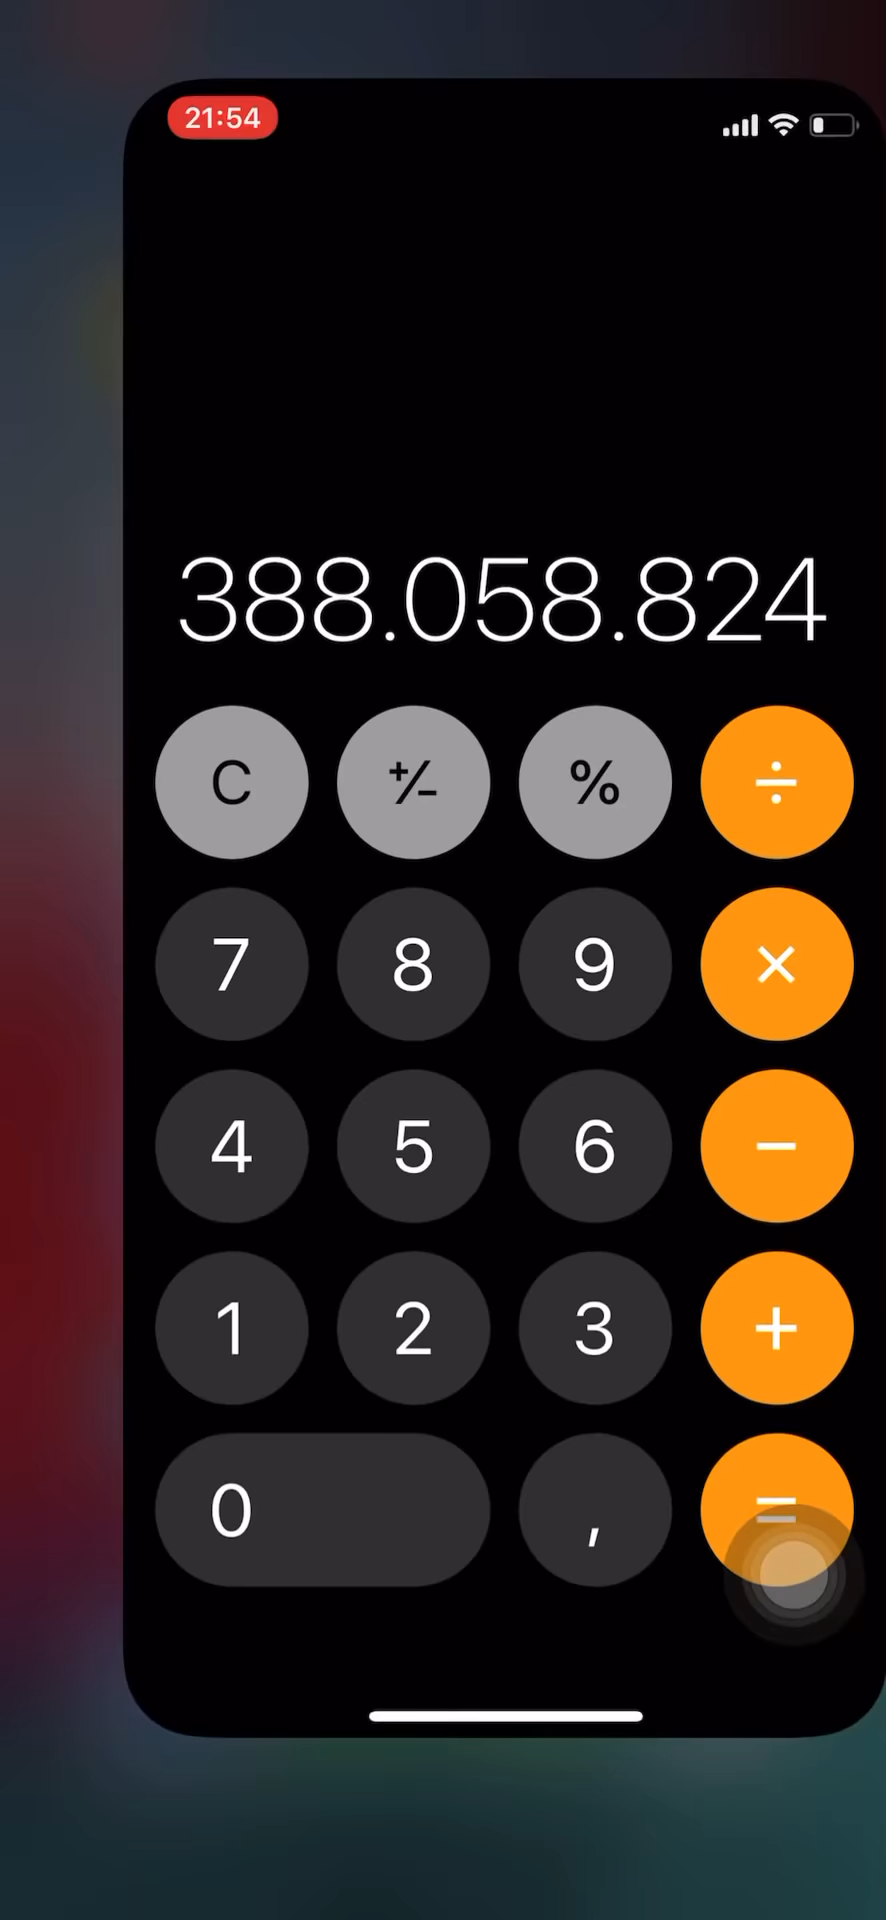 21:54
388.058.824
C +/- % ÷
7 8 9 ×
4 5 6 −
1 2 3 +
0 , =